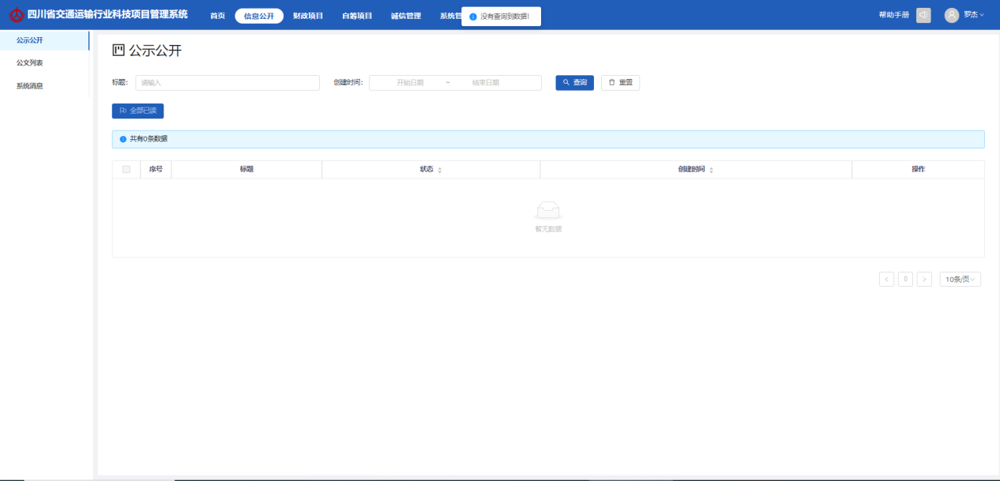 四川省交通运输行业科技项目管理系统 首页 信息公开 财政项目 自筹项目 诚信管理 系统管 没有查询到数据! 帮助手册 罗杰
公示公开
公文列表
系统消息
公示公开
标题: 请输入 创建时间: 开始日期 ~ 结束日期 查询 重置
全部已读
共有0条数据
序号 标题 状态 创建时间 操作
暂无数据
< 0 > 10条/页